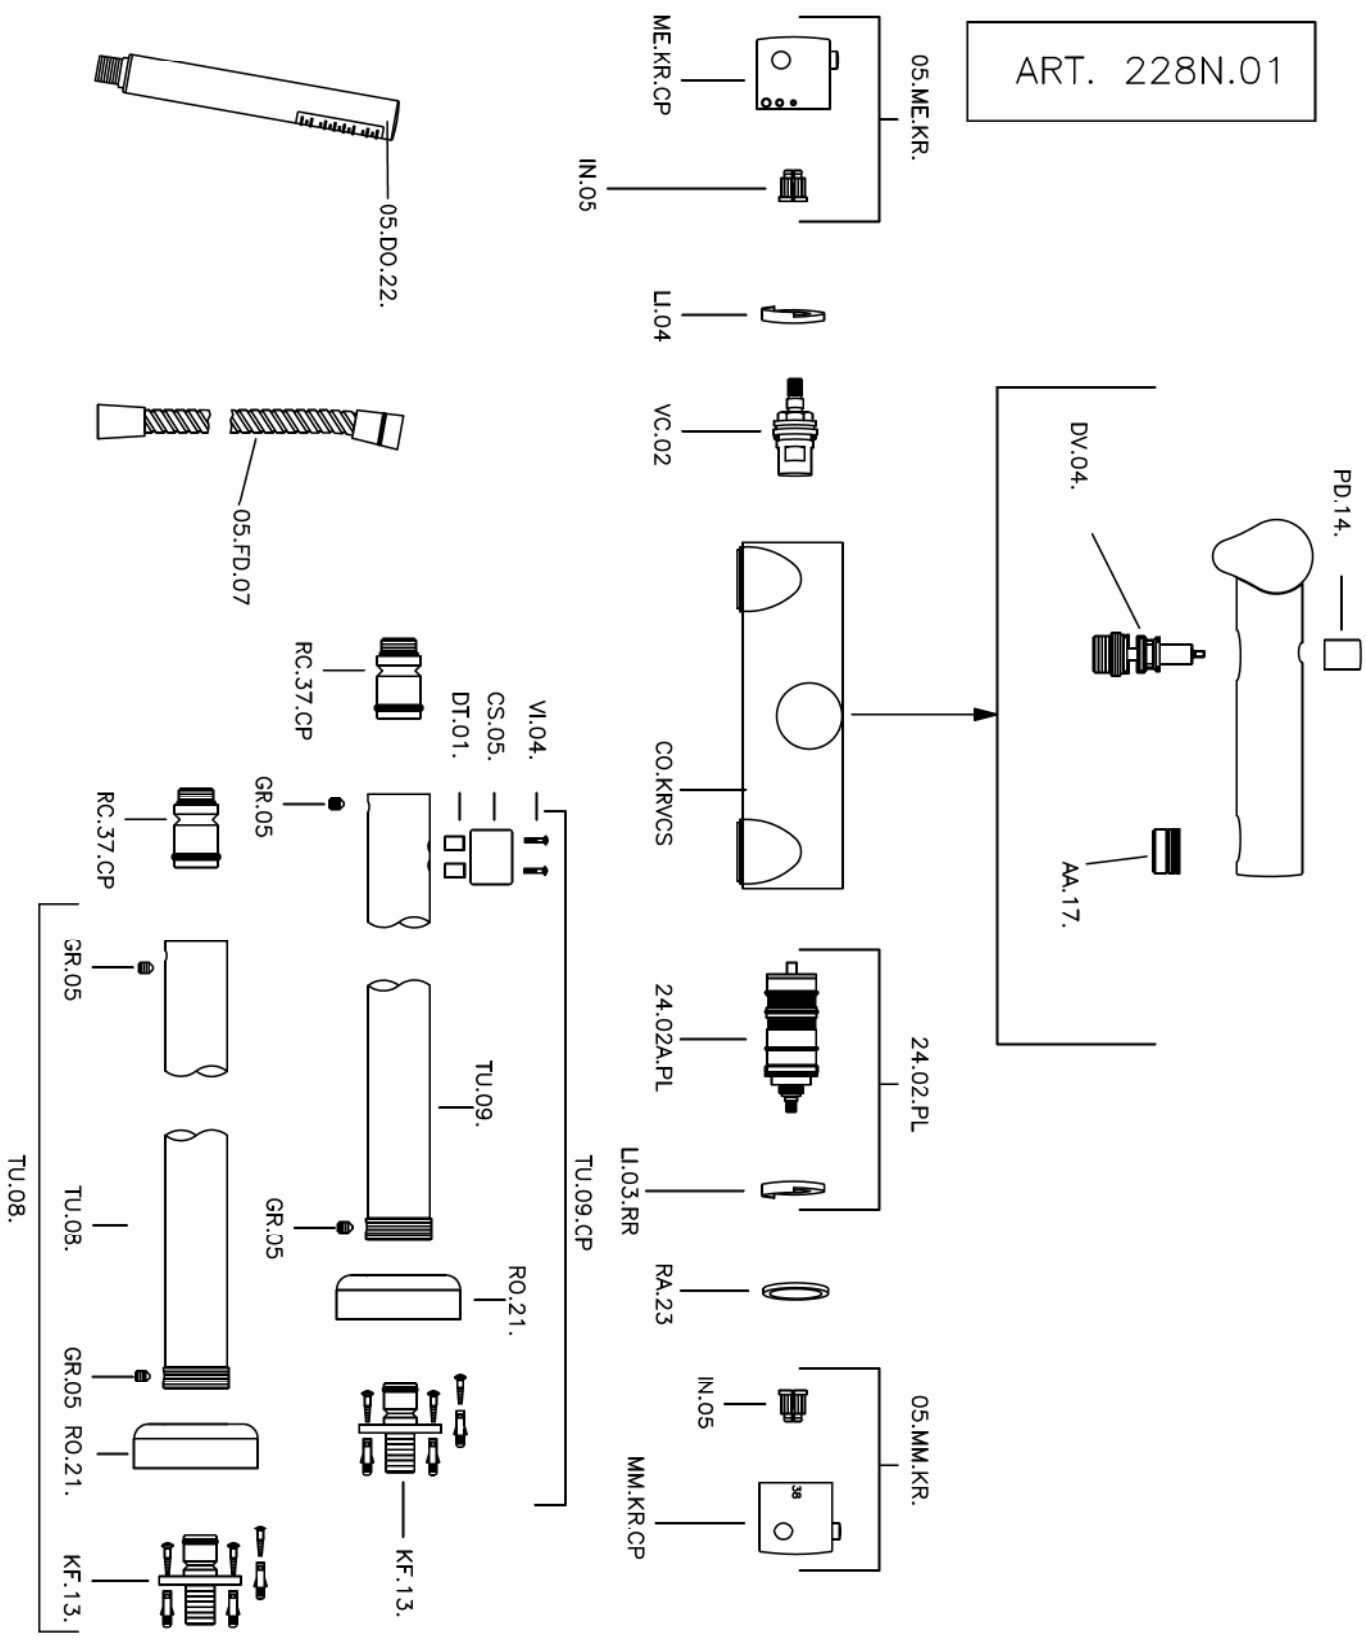 ART. 228N.01
05.ME.KR.
ME.KR.CP
IN.05
LI.04
VC.02
05.DO.22.
05.FD.07
PD.14.
DV.04.
AA.17.
CO.KRVCS
RC.37.CP
RC.37.CP
VI.04.
CS.05.
DT.01.
GR.05
GR.05
24.02A.PL
24.02.PL
LI.03.RR
RA.23
TU.09.
TU.09.CP
GR.05
RO.21.
TU.08.
TU.08.
GR.05
RO.21.
KF.13.
KF.13.
IN.05
05.MM.KR.
MM.KR.CP
38